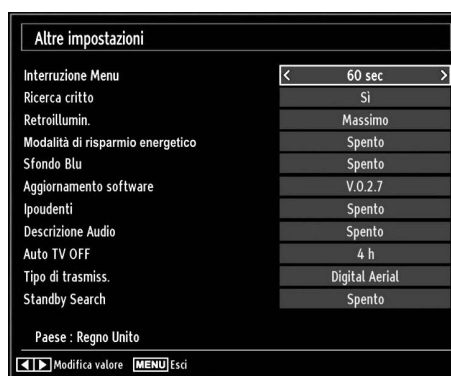 Altre impostazioni
Interruzione Menu < 60 sec >
Ricerca critto Sì
Retroillumin. Massimo
Modalità di risparmio energetico Spento
Sfondo Blu Spento
Aggiornamento software V.0.2.7
Ipoudenti Spento
Descrizione Audio Spento
Auto TV OFF 4 h
Tipo di trasmiss. Digital Aerial
Standby Search Spento
Paese : Regno Unito
Modifica valore MENU Esci